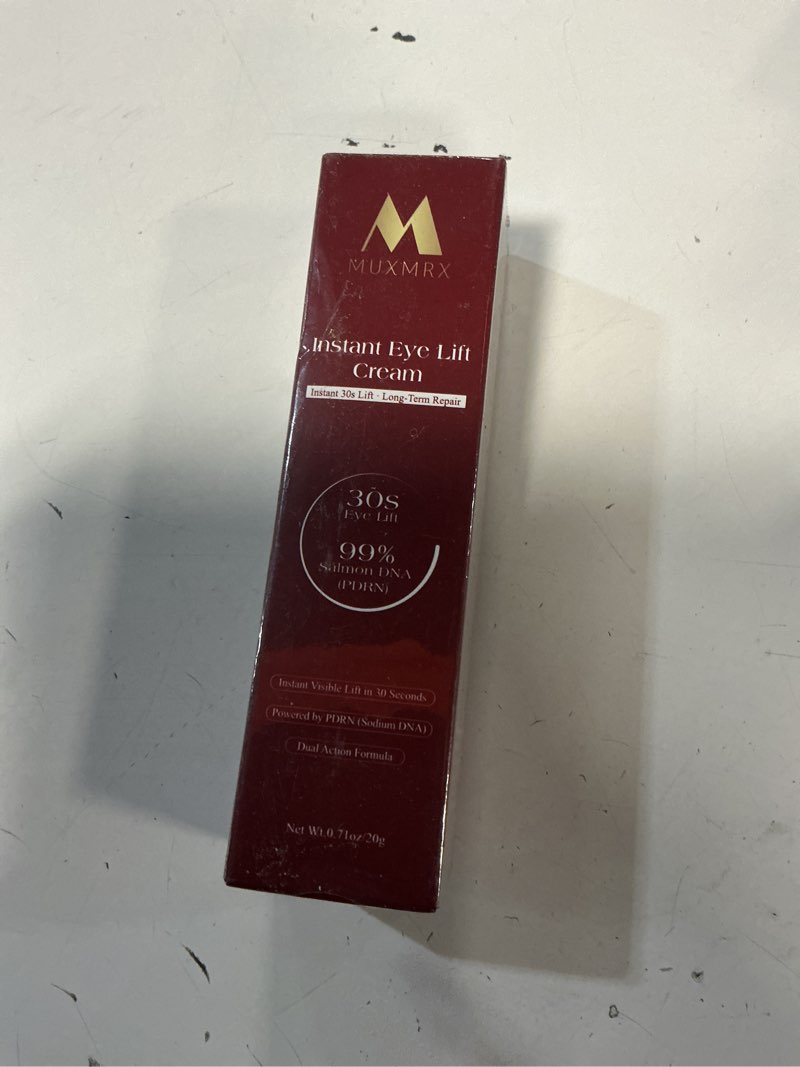 MUXMRX
Instant Eye Lift
Cream
Instant 30s Lift · Long-Term Repair
30s
Eye Lift
99%
Salmon DNA
(PDRN)
Instant Visible Lift in 30 Seconds
Powered by PDRN (Sodium DNA)
Dual Action Formula
Net Wt.0.71oz/20g